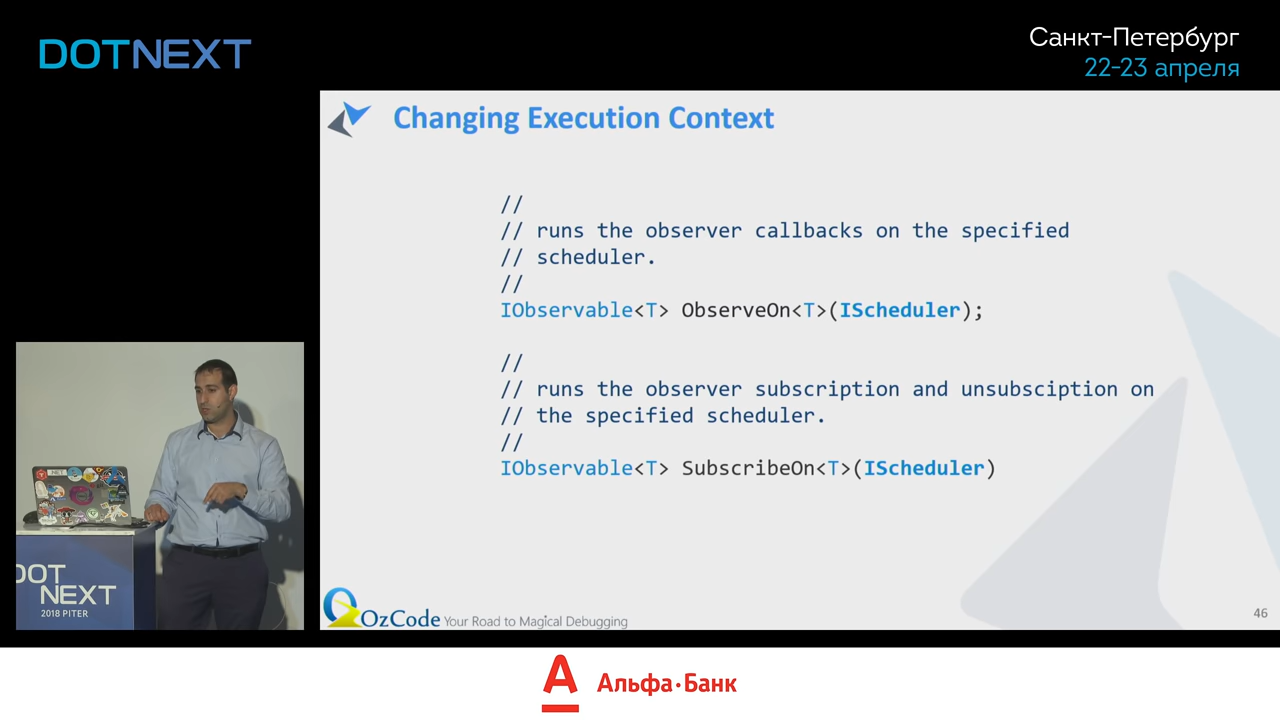 DOTNEXT
Санкт-Петербург
22-23 апреля
Changing Execution Context
//
// runs the observer callbacks on the specified
// scheduler.
//
IObservable<T> ObserveOn<T>(IScheduler);
//
// runs the observer subscription and unsubsciption on
// the specified scheduler.
//
IObservable<T> SubscribeOn<T>(IScheduler)
OzCode Your Road to Magical Debugging
46
.NET
DOT
NEXT
2018 PITER
Альфа·Банк